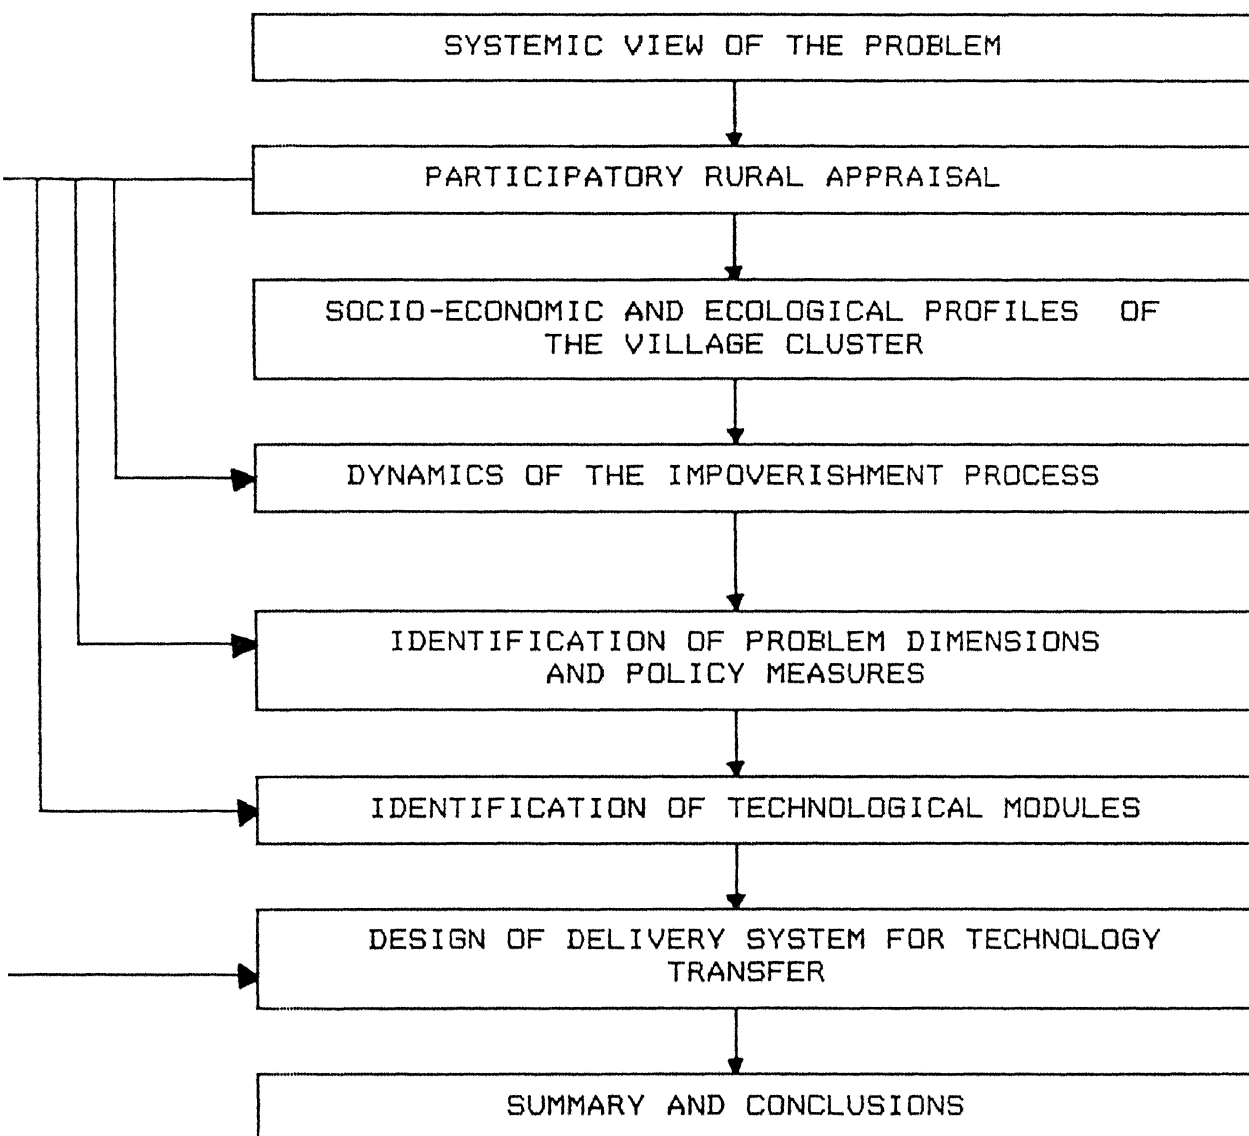 SYSTEMIC VIEW OF THE PROBLEM
PARTICIPATORY RURAL APPRAISAL
SOCIO-ECONOMIC AND ECOLOGICAL PROFILES OF
THE VILLAGE CLUSTER
DYNAMICS OF THE IMPOVERISHMENT PROCESS
IDENTIFICATION OF PROBLEM DIMENSIONS
AND POLICY MEASURES
IDENTIFICATION OF TECHNOLOGICAL MODULES
DESIGN OF DELIVERY SYSTEM FOR TECHNOLOGY
TRANSFER
SUMMARY AND CONCLUSIONS